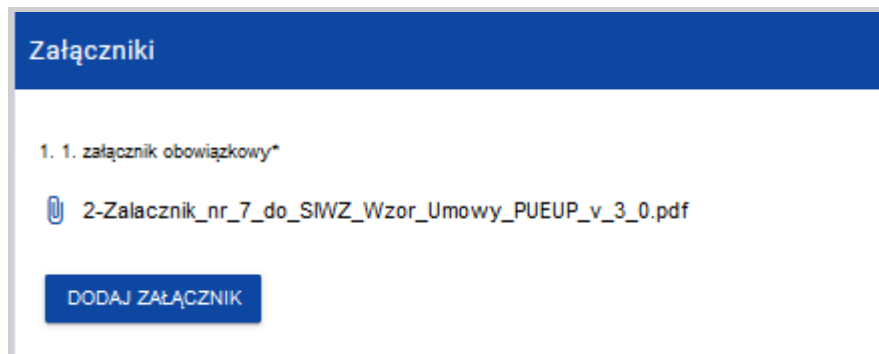 Załączniki
1. 1. załącznik obowiązkowy*
2-Zalacznik_nr_7_do_SIWZ_Wzor_Umowy_PUEUP_v_3_0.pdf
DODAJ ZAŁĄCZNIK